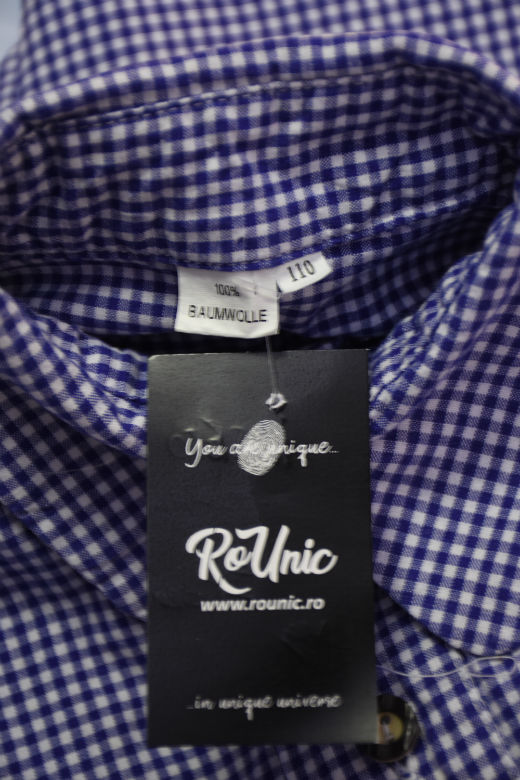 100%
BAUMWOLLE
110
You are unique...
RoUnic
www.rounic.ro
...in unique universe